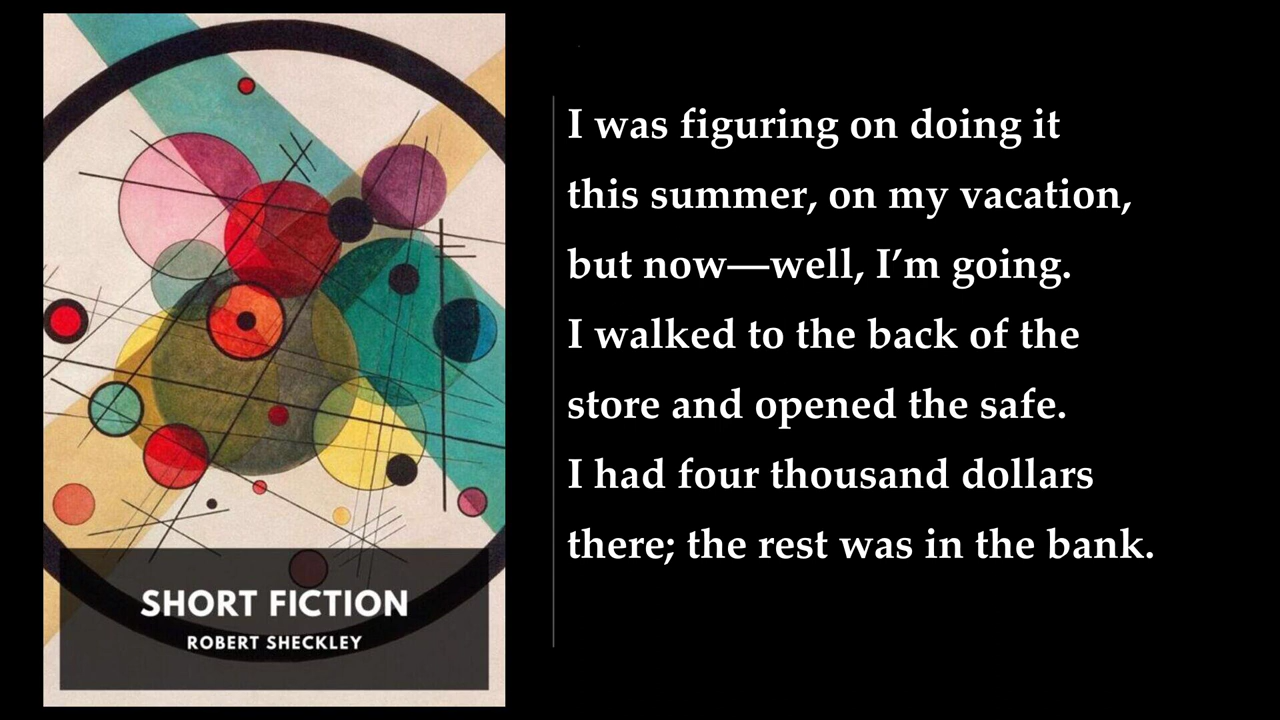 SHORT FICTION
ROBERT SHECKLEY
I was figuring on doing it
this summer, on my vacation,
but now—well, I’m going.
I walked to the back of the
store and opened the safe.
I had four thousand dollars
there; the rest was in the bank.